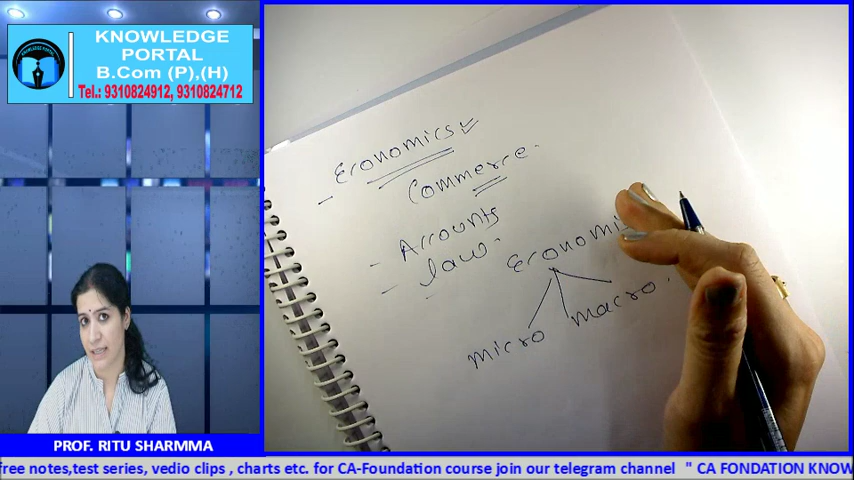 KNOWLEDGE
PORTAL
B.Com (P),(H)
Tel.: 9310824912, 9310824712
Economics
Commerce.
- Accounts
- law.
Economi
micro macro.
PROF. RITU SHARMMA
free notes,test series, vedio clips , charts etc. for CA-Foundation course join our telegram channel " CA FONDATION KNOW